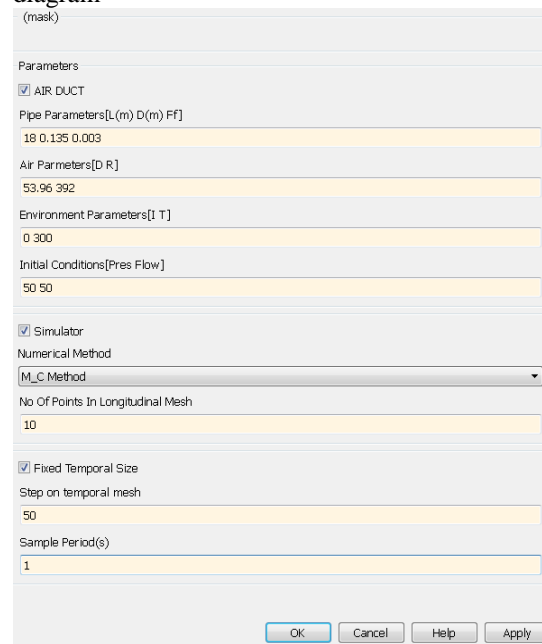 diagram
(mask)
Parameters
AIR DUCT
Pipe Parameters[L(m) D(m) Ff]
18 0.135 0.003
Air Parmeters[D R]
53.96 392
Environment Parameters[I T]
0 300
Initial Conditions[Pres Flow]
50 50
Simulator
Numerical Method
M_C Method
No Of Points In Longitudinal Mesh
10
Fixed Temporal Size
Step on temporal mesh
50
Sample Period(s)
1
OK Cancel Help Apply